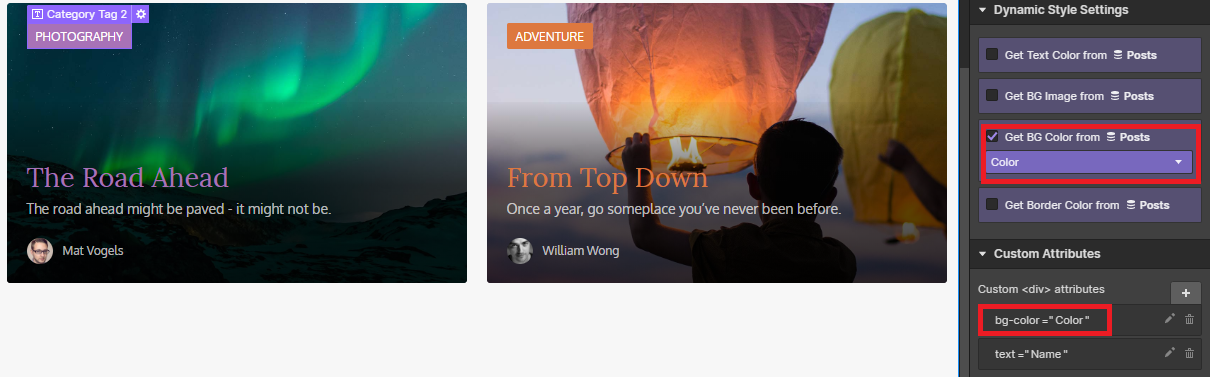 Category Tag 2
PHOTOGRAPHY
The Road Ahead
The road ahead might be paved - it might not be.
Mat Vogels
ADVENTURE
From Top Down
Once a year, go someplace you’ve never been before.
William Wong
Dynamic Style Settings
Get Text Color from Posts
Get BG Image from Posts
Get BG Color from Posts
Color
Get Border Color from Posts
Custom Attributes
Custom <div> attributes
+
bg-color ="Color"
text ="Name"